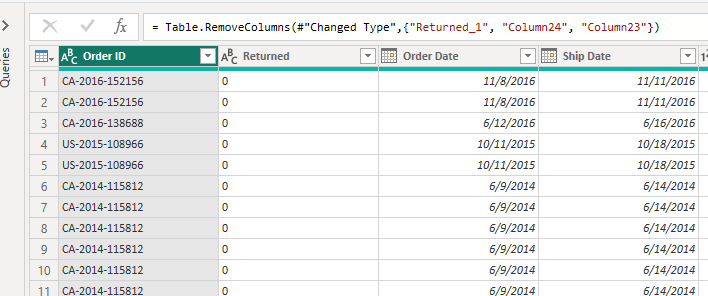 = Table.RemoveColumns(#"Changed Type",{"Returned_1", "Column24", "Column23"})
Queries
ABC Order ID ABC Returned Order Date Ship Date 12
1 CA-2016-152156 0 11/8/2016 11/11/2016
2 CA-2016-152156 0 11/8/2016 11/11/2016
3 CA-2016-138688 0 6/12/2016 6/16/2016
4 US-2015-108966 0 10/11/2015 10/18/2015
5 US-2015-108966 0 10/11/2015 10/18/2015
6 CA-2014-115812 0 6/9/2014 6/14/2014
7 CA-2014-115812 0 6/9/2014 6/14/2014
8 CA-2014-115812 0 6/9/2014 6/14/2014
9 CA-2014-115812 0 6/9/2014 6/14/2014
10 CA-2014-115812 0 6/9/2014 6/14/2014
11 CA-2014-115812 0 6/9/2014 6/14/2014